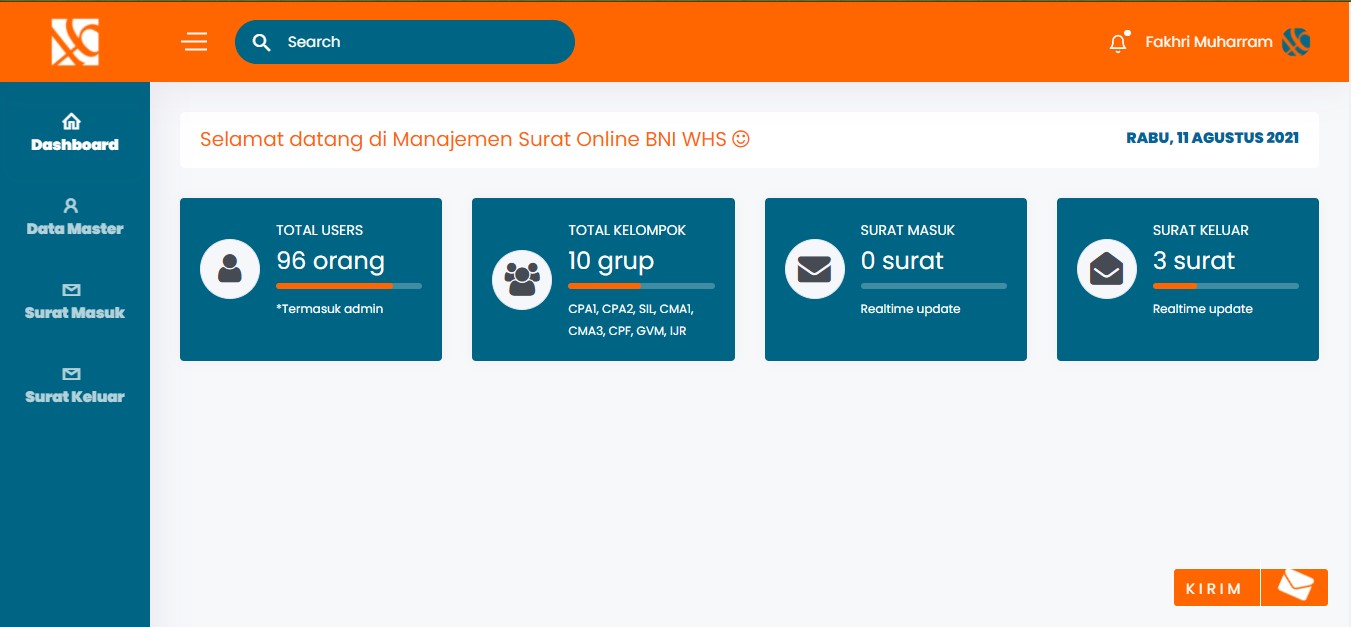 Search
Fakhri Muharram
Dashboard
Data Master
Surat Masuk
Surat Keluar
Selamat datang di Manajemen Surat Online BNI WHS
RABU, 11 AGUSTUS 2021
TOTAL USERS
96 orang
*Termasuk admin
TOTAL KELOMPOK
10 grup
CPA1, CPA2, SIL, CMA1,
CMA3, CPF, GVM, IJR
SURAT MASUK
0 surat
Realtime update
SURAT KELUAR
3 surat
Realtime update
KIRIM